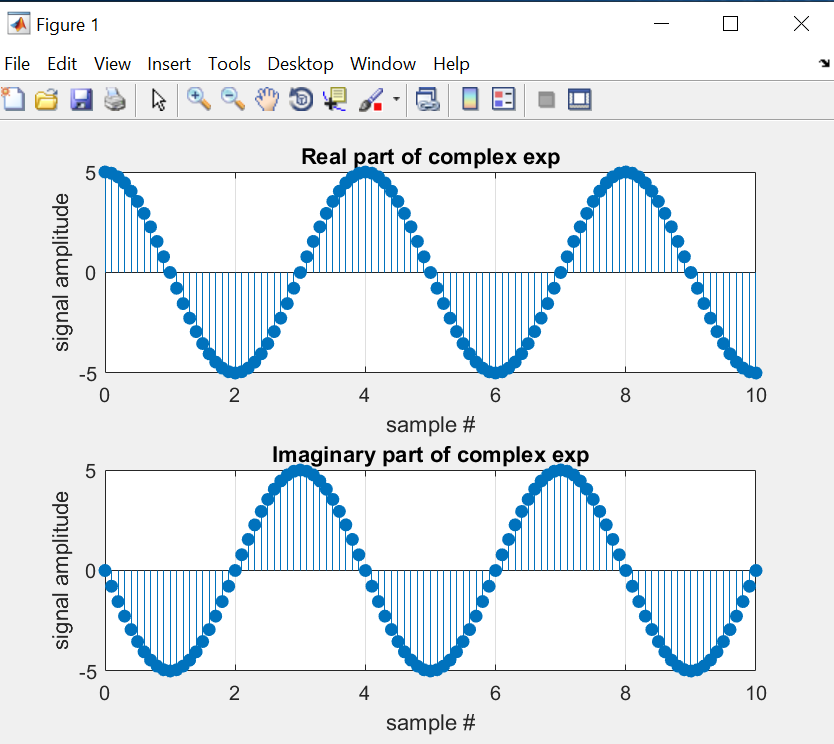 Figure 1
File Edit View Insert Tools Desktop Window Help
Real part of complex exp
5
0
-5
signal amplitude
0 2 4 6 8 10
sample #
Imaginary part of complex exp
5
0
-5
signal amplitude
0 2 4 6 8 10
sample #